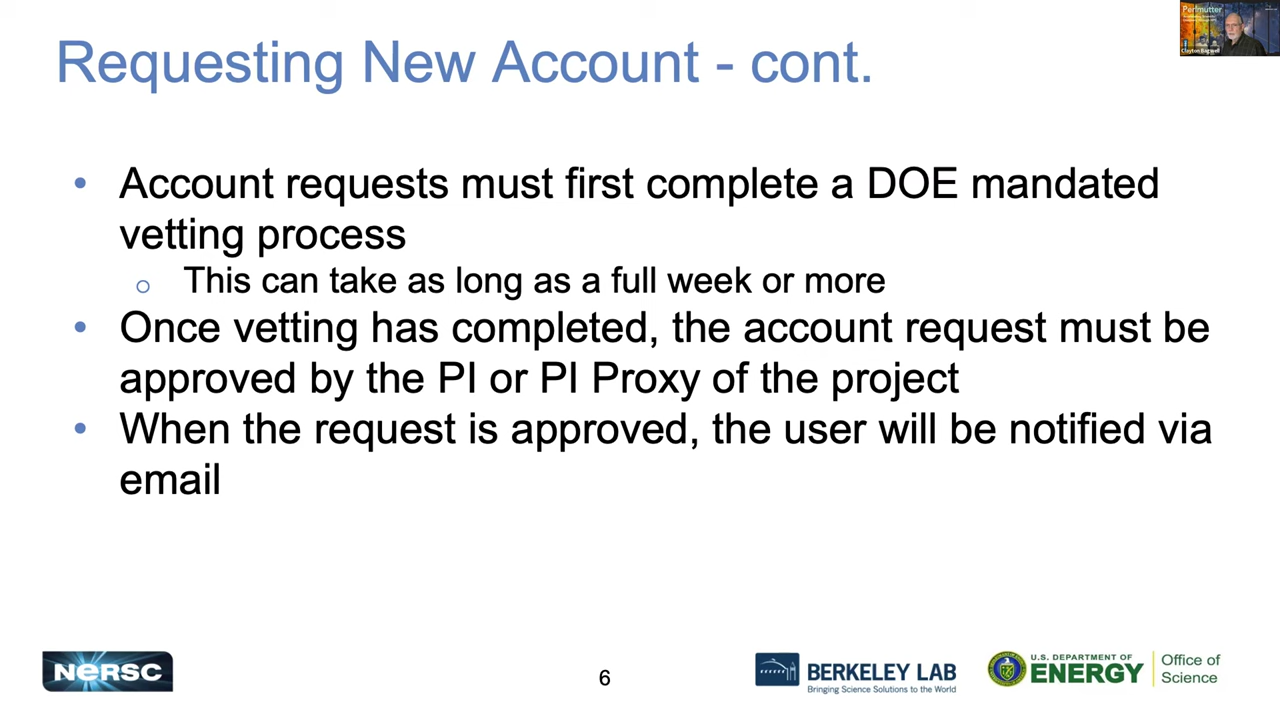 Perlmutter
Clayton Bagwell
Requesting New Account - cont.
• Account requests must first complete a DOE mandated
vetting process
○ This can take as long as a full week or more
• Once vetting has completed, the account request must be
approved by the PI or PI Proxy of the project
• When the request is approved, the user will be notified via
email
NERSC
6
BERKELEY LAB
Bringing Science Solutions to the World
U.S. DEPARTMENT OF
ENERGY
Office of
Science